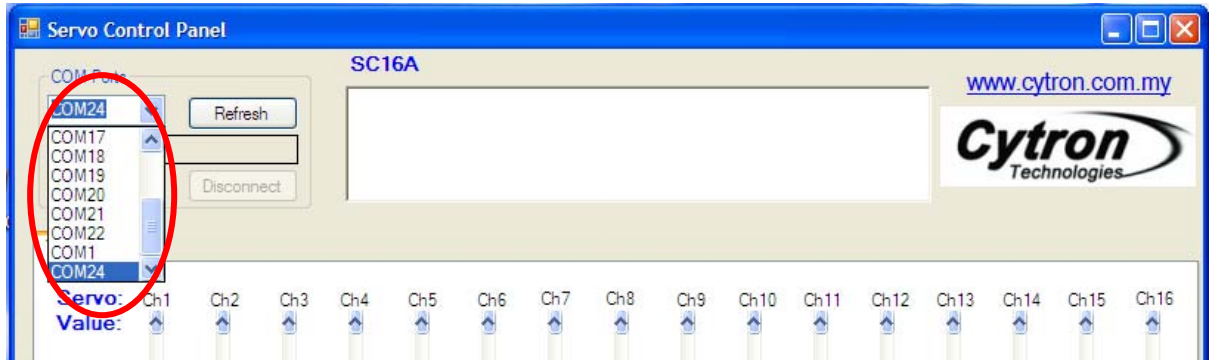 Servo Control Panel
COM Ports
SC16A
www.cytron.com.my
COM24
Refresh
Cytron
Technologies
COM17
COM18
COM19
COM20
COM21
COM22
COM1
COM24
Disconnect
Servo: Ch1 Ch2 Ch3 Ch4 Ch5 Ch6 Ch7 Ch8 Ch9 Ch10 Ch11 Ch12 Ch13 Ch14 Ch15 Ch16
Value: